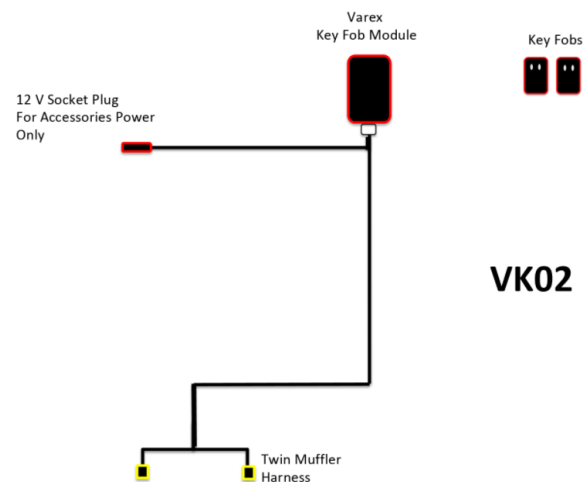 Varex
Key Fob Module
Key Fobs
12 V Socket Plug
For Accessories Power
Only
VK02
Twin Muffler
Harness